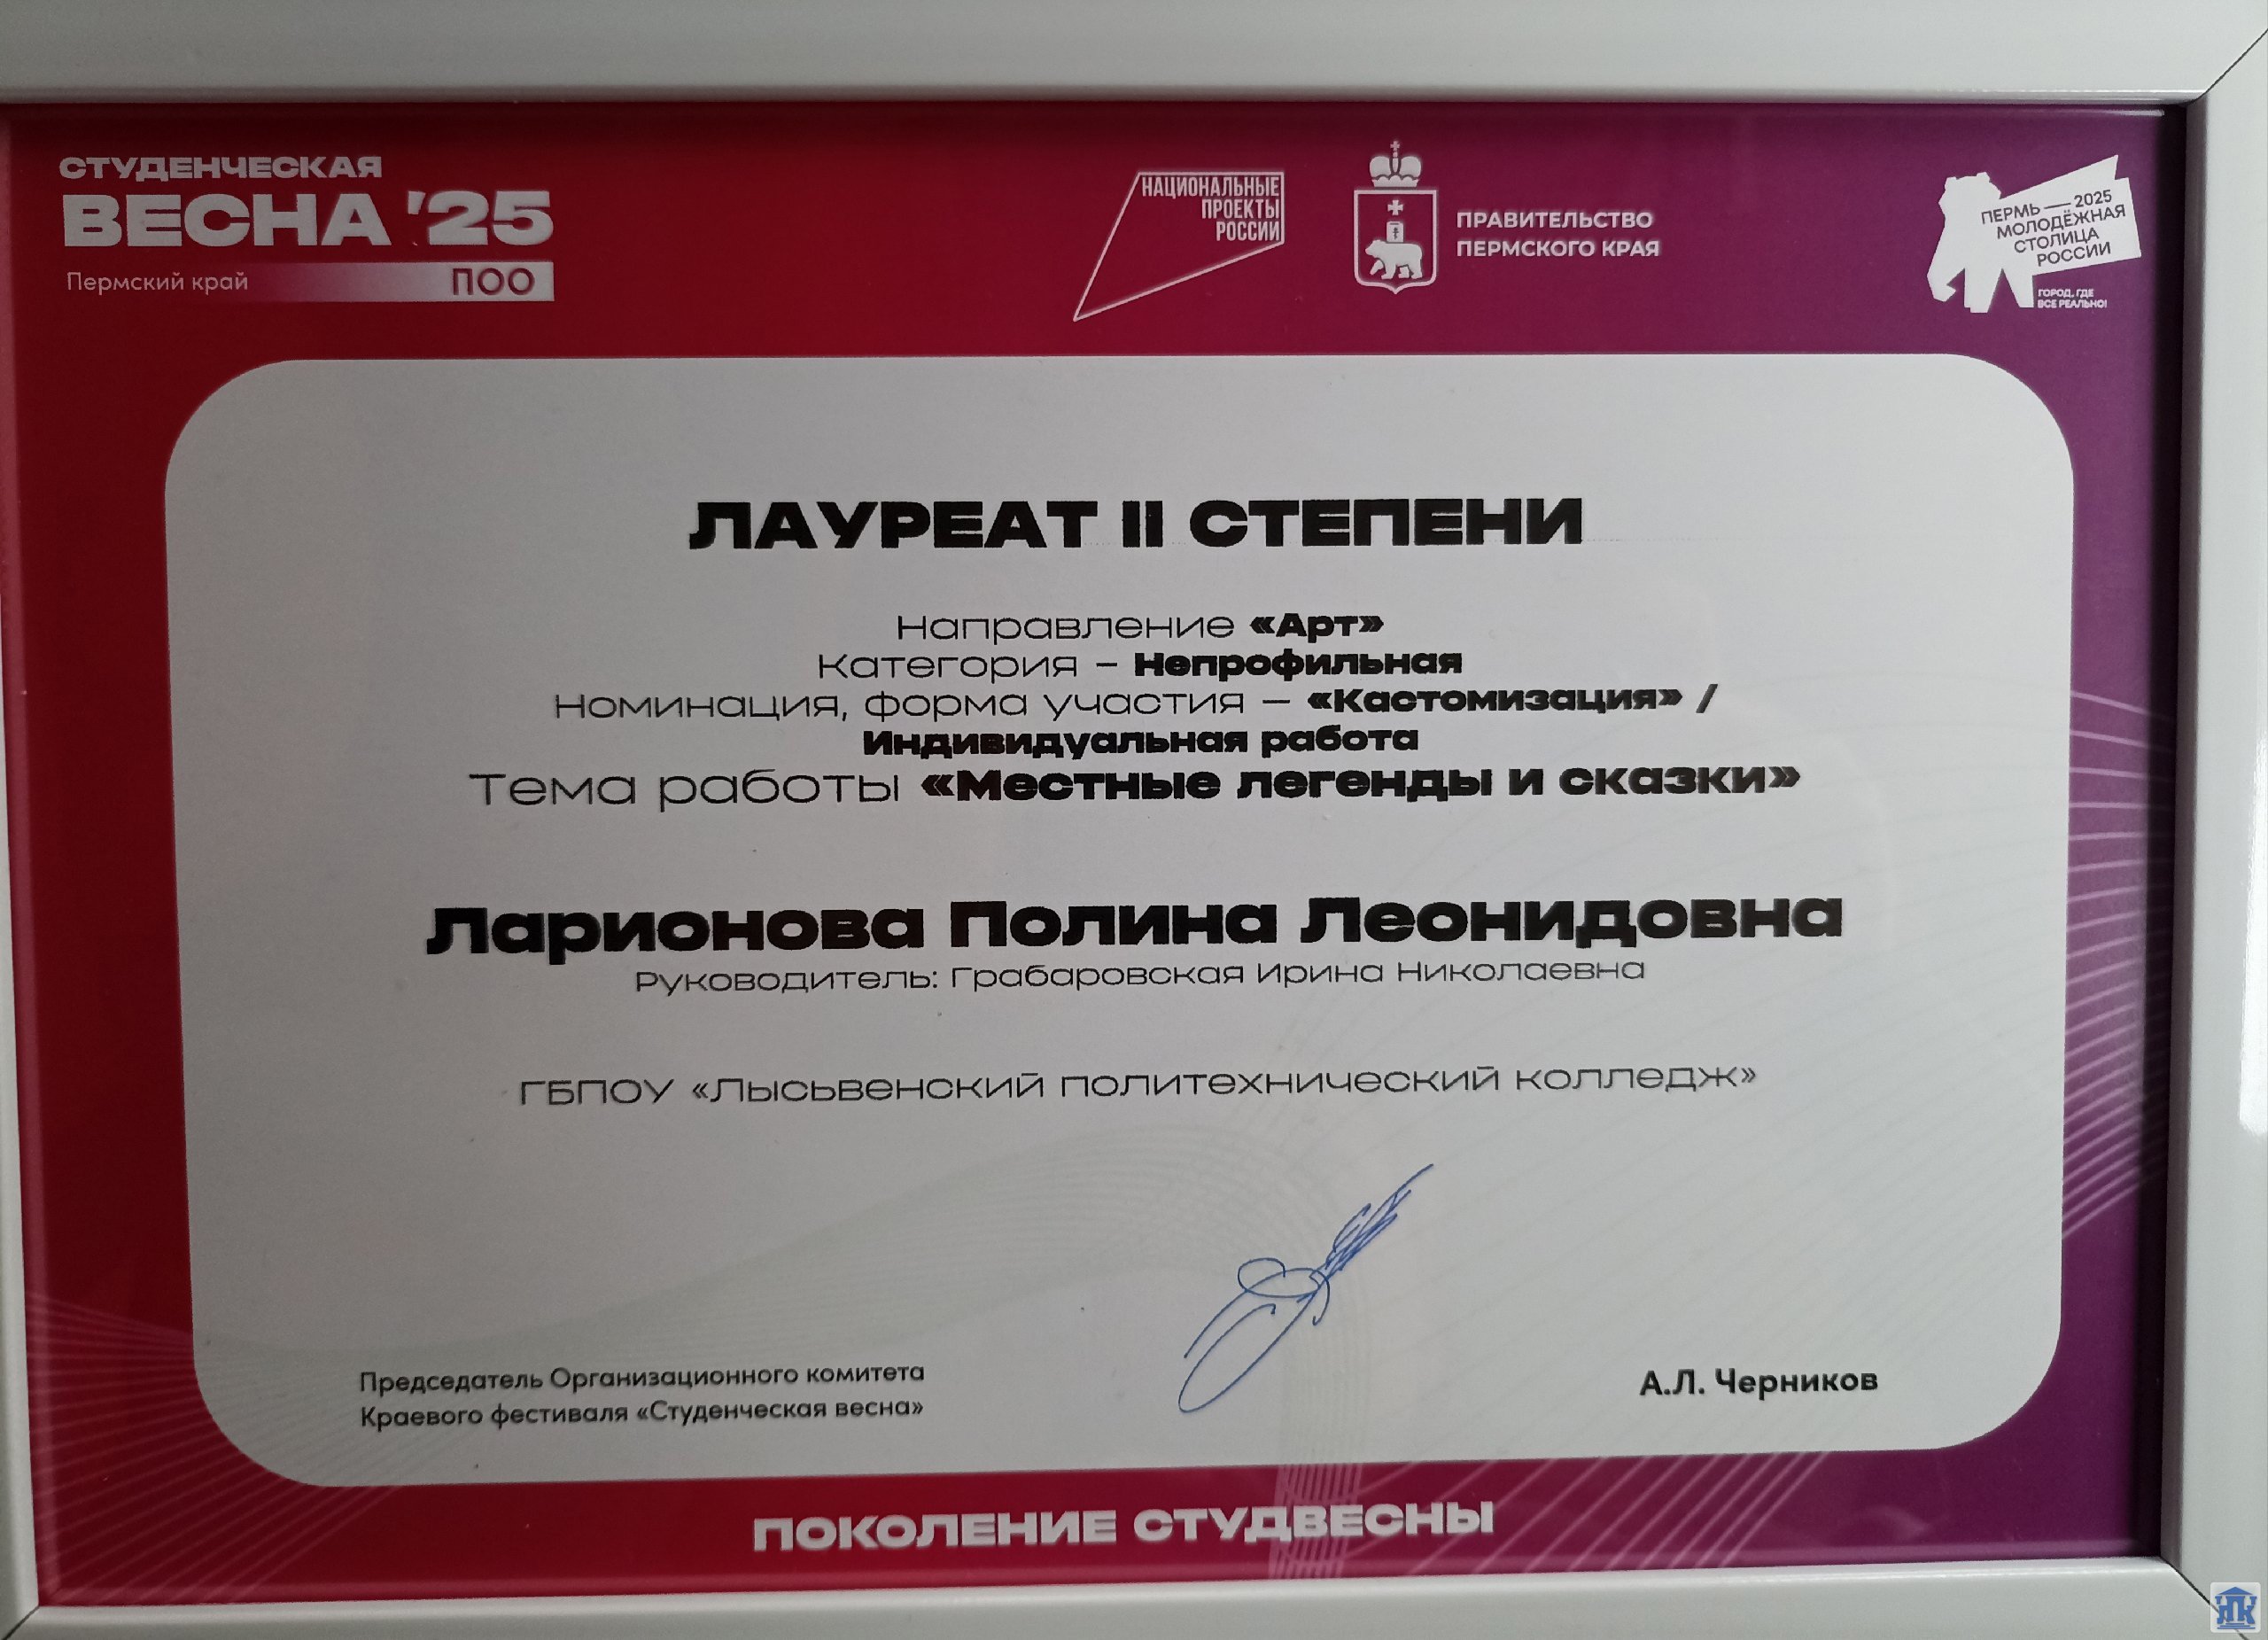 СТУДЕНЧЕСКАЯ
ВЕСНА '25
Пермский край
ПОО
НАЦИОНАЛЬНЫЕ
ПРОЕКТЫ
РОССИИ
ПРАВИТЕЛЬСТВО
ПЕРМСКОГО КРАЯ
ПЕРМЬ — 2025
МОЛОДЁЖНАЯ
СТОЛИЦА
РОССИИ
ГОРОД, ГДЕ
ВСЕ РЕАЛЬНО!
ЛАУРЕАТ II СТЕПЕНИ
Направление «Арт»
Категория – Непрофильная
Номинация, форма участия – «Кастомизация» /
Индивидуальная работа
Тема работы «Местные легенды и сказки»
Ларионова Полина Леонидовна
Руководитель: Грабаровская Ирина Николаевна
ГБПОУ «Лысьвенский политехнический колледж»
Председатель Организационного комитета
Краевого фестиваля «Студенческая весна»
А.Л. Черников
ПОКОЛЕНИЕ СТУДВЕСНЫ